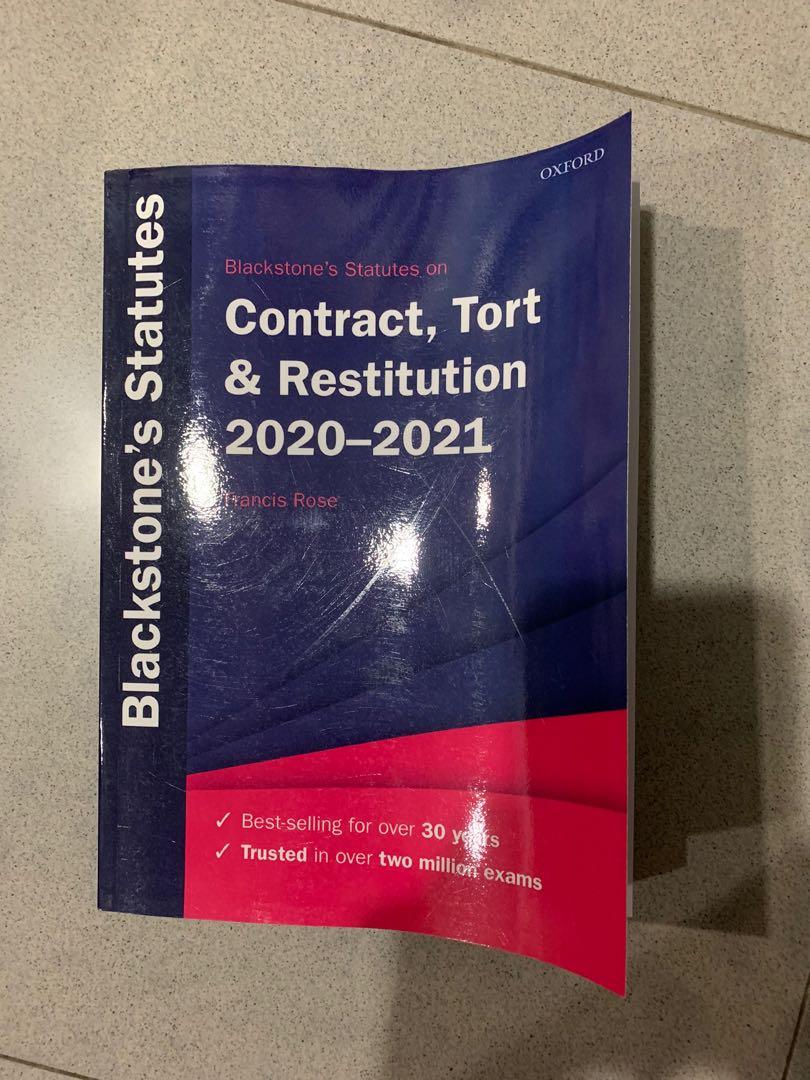 OXFORD
Blackstone's Statutes
Blackstone's Statutes on
Contract, Tort
& Restitution
2020–2021
Francis Rose
✓ Best-selling for over 30 years
✓ Trusted in over two million exams